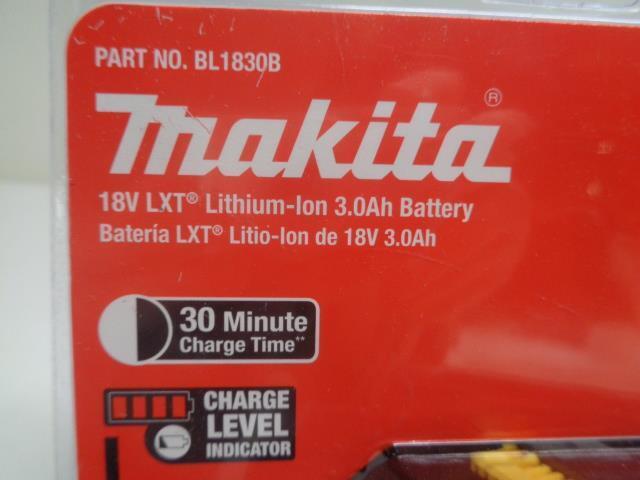 PART NO. BL1830B
makita®
18V LXT® Lithium-Ion 3.0Ah Battery
Batería LXT® Litio-Ion de 18V 3.0Ah
30 Minute
Charge Time**
CHARGE
LEVEL
INDICATOR